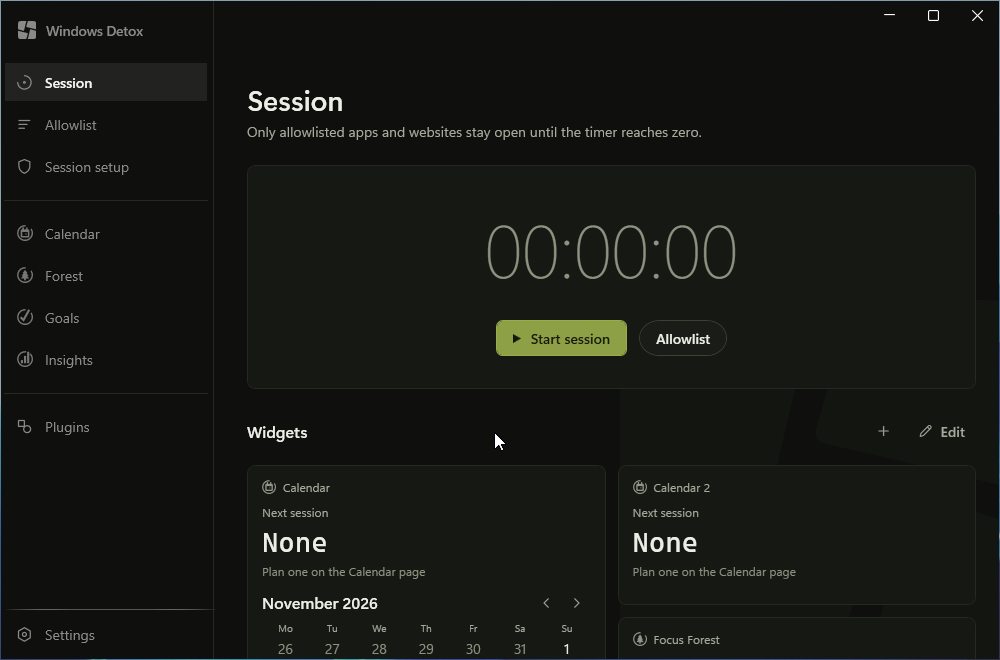 Windows Detox
Session
Allowlist
Session setup
Calendar
Forest
Goals
Insights
Plugins
Settings
Session
Only allowlisted apps and websites stay open until the timer reaches zero.
00:00:00
Start session
Allowlist
Widgets
Edit
Calendar
Next session
None
Plan one on the Calendar page
November 2026
Mo Tu We Th Fr Sa Su
26 27 28 29 30 31 1
Calendar 2
Next session
None
Plan one on the Calendar page
Focus Forest